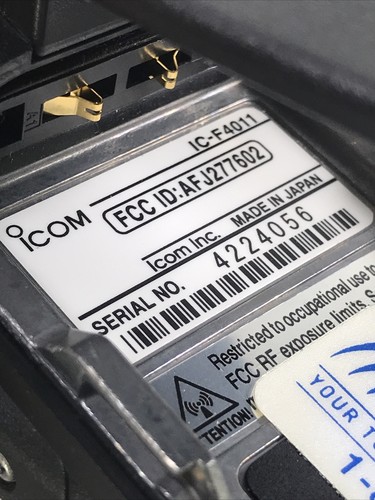 IC-F4011
ICOM FCC ID:AFJ277602
Icom Inc. MADE IN JAPAN
SERIAL NO. 4224056
Restricted to occupational use to
FCC RF exposure limits. S
TENTION
YOUR T
1-